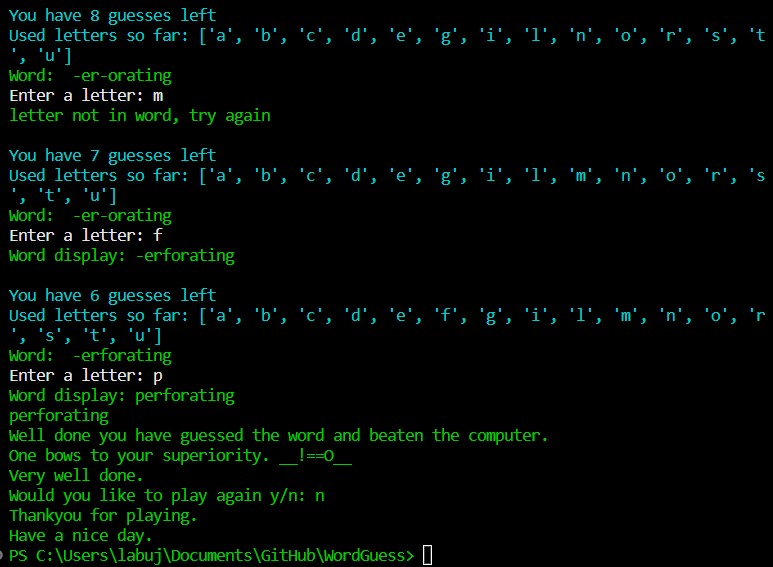 You have 8 guesses left
Used letters so far: ['a', 'b', 'c', 'd', 'e', 'g', 'i', 'l', 'n', 'o', 'r', 's', 't
', 'u']
Word:  -er-orating
Enter a letter: m
letter not in word, try again
You have 7 guesses left
Used letters so far: ['a', 'b', 'c', 'd', 'e', 'g', 'i', 'l', 'm', 'n', 'o', 'r', 's
', 't', 'u']
Word:  -er-orating
Enter a letter: f
Word display: -erforating
You have 6 guesses left
Used letters so far: ['a', 'b', 'c', 'd', 'e', 'f', 'g', 'i', 'l', 'm', 'n', 'o', 'r
', 's', 't', 'u']
Word:  -erforating
Enter a letter: p
Word display: perforating
perforating
Well done you have guessed the word and beaten the computer.
One bows to your superiority. __!==O__
Very well done.
Would you like to play again y/n: n
Thankyou for playing.
Have a nice day.
PS C:\Users\labuj\Documents\GitHub\WordGuess>